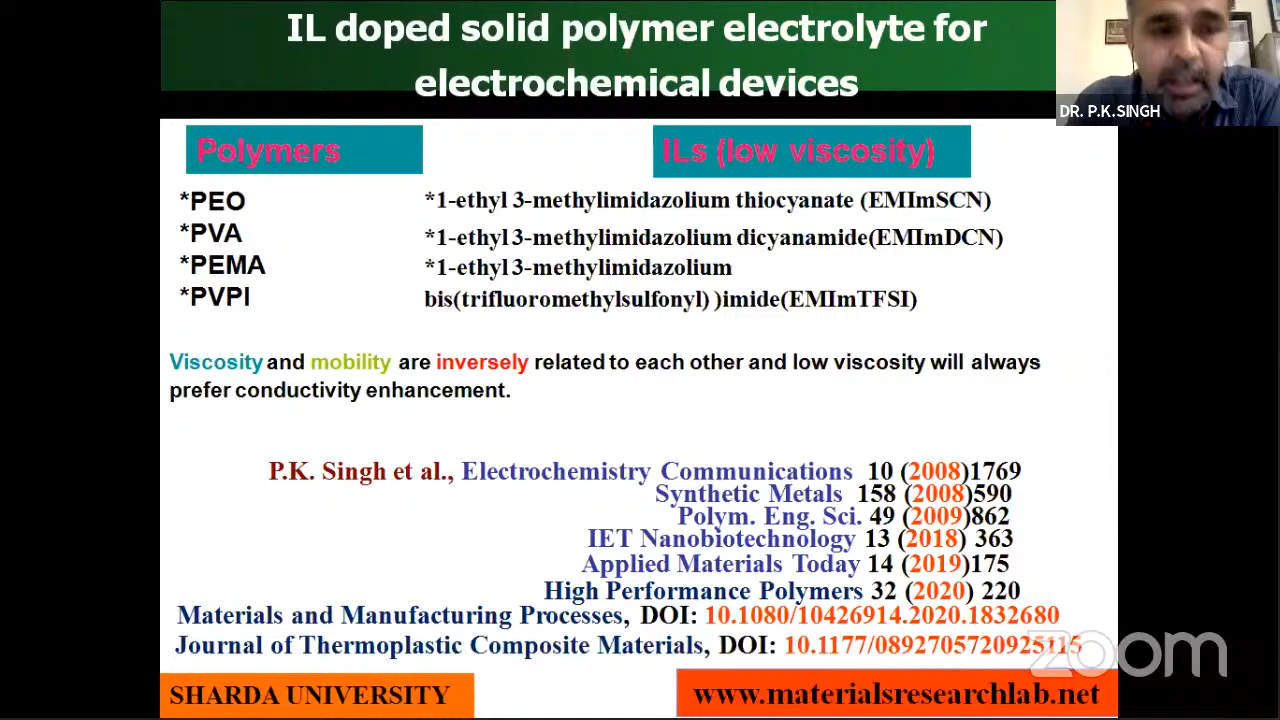 IL doped solid polymer electrolyte for
electrochemical devices
DR. P.K.SINGH
Polymers
ILs (low viscosity)
*PEO
*PVA
*PEMA
*PVPI
*1-ethyl 3-methylimidazolium thiocyanate (EMImSCN)
*1-ethyl 3-methylimidazolium dicyanamide(EMImDCN)
*1-ethyl 3-methylimidazolium
bis(trifluoromethylsulfonyl) )imide(EMImTFSI)
Viscosity and mobility are inversely related to each other and low viscosity will always
prefer conductivity enhancement.
P.K. Singh et al., Electrochemistry Communications 10 (2008)1769
Synthetic Metals 158 (2008)590
Polym. Eng. Sci. 49 (2009)862
IET Nanobiotechnology 13 (2018) 363
Applied Materials Today 14 (2019)175
High Performance Polymers 32 (2020) 220
Materials and Manufacturing Processes, DOI: 10.1080/10426914.2020.1832680
Journal of Thermoplastic Composite Materials, DOI: 10.1177/0892705720925115
zoom
SHARDA UNIVERSITY
www.materialsresearchlab.net